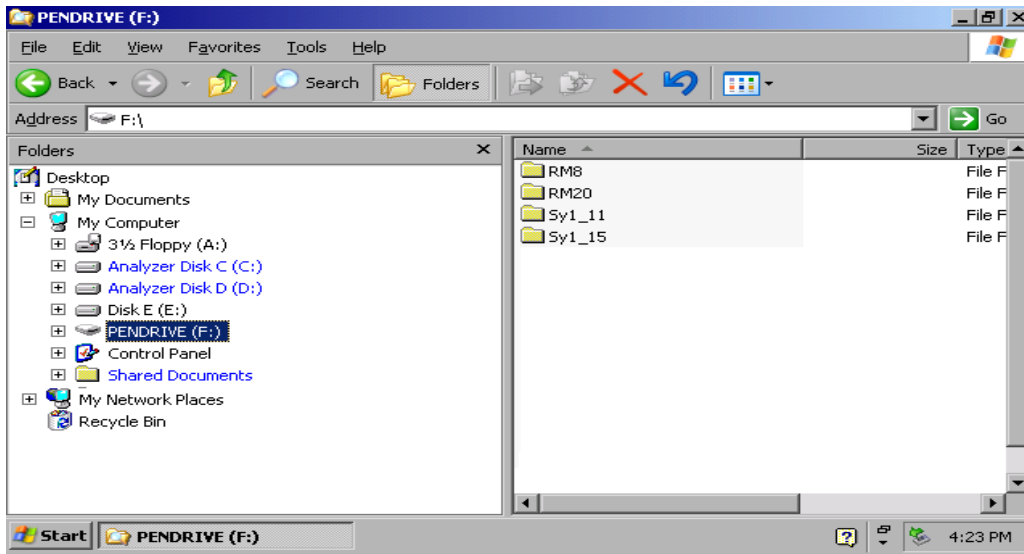 PENDRIVE (F:)
File Edit View Favorites Tools Help
Back Search Folders
Address F:\ Go
Folders
Name Size Type
Desktop
My Documents
My Computer
3½ Floppy (A:)
Analyzer Disk C (C:)
Analyzer Disk D (D:)
Disk E (E:)
PENDRIVE (F:)
Control Panel
Shared Documents
My Network Places
Recycle Bin
RM8 File F
RM20 File F
Sy1_11 File F
Sy1_15 File F
Start PENDRIVE (F:) 4:23 PM